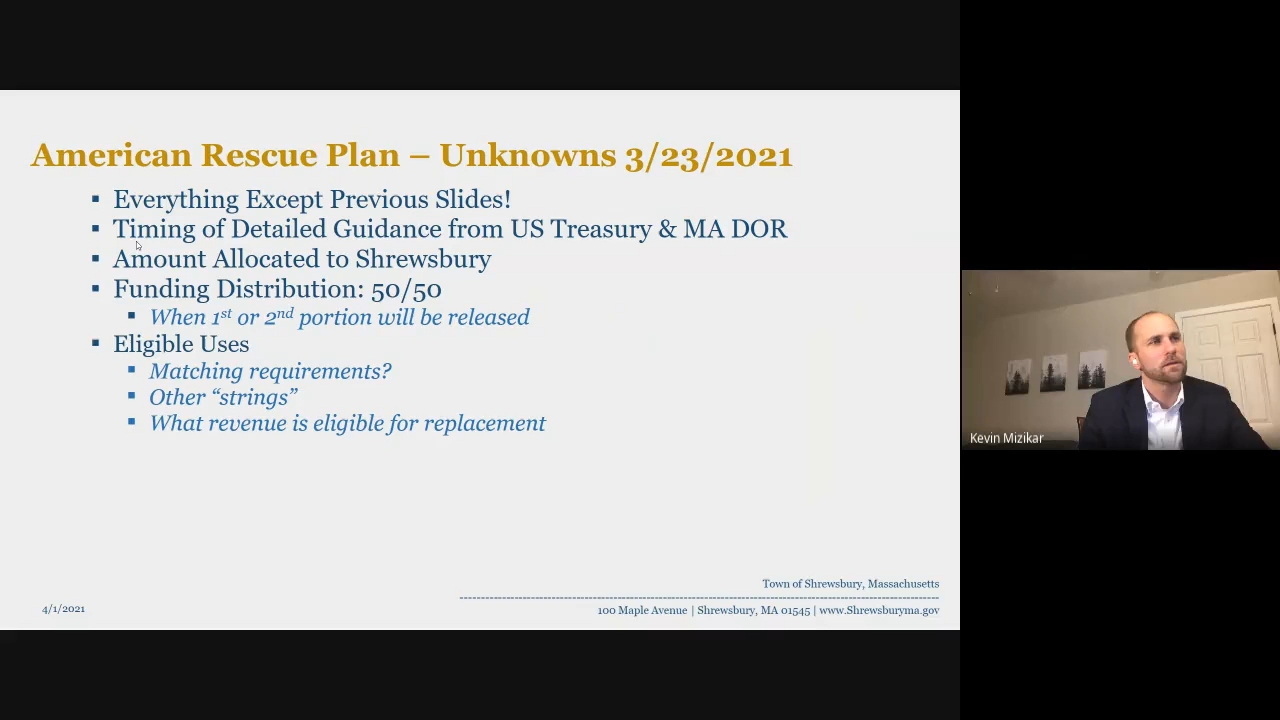 American Rescue Plan – Unknowns 3/23/2021
▪ Everything Except Previous Slides!
▪ Timing of Detailed Guidance from US Treasury & MA DOR
▪ Amount Allocated to Shrewsbury
▪ Funding Distribution: 50/50
▪ When 1st or 2nd portion will be released
▪ Eligible Uses
▪ Matching requirements?
▪ Other “strings”
▪ What revenue is eligible for replacement
Kevin Mizikar
Town of Shrewsbury, Massachusetts
4/1/2021
100 Maple Avenue | Shrewsbury, MA 01545 | www.Shrewsburyma.gov